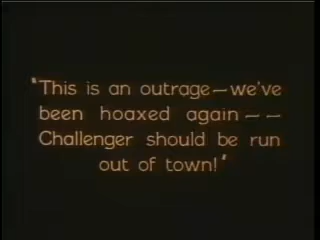 "This is an outrage—we've
been hoaxed again——
Challenger should be run
out of town!"